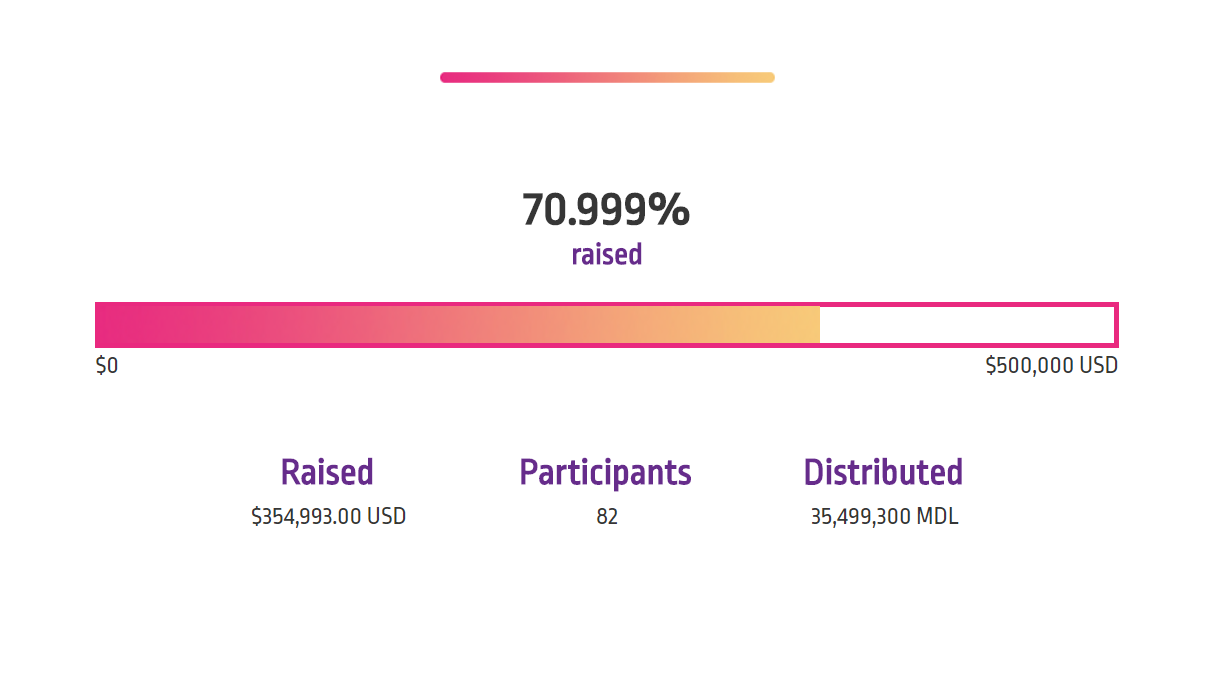 70.999%
raised
$0 $500,000 USD
Raised Participants Distributed
$354,993.00 USD 82 35,499,300 MDL